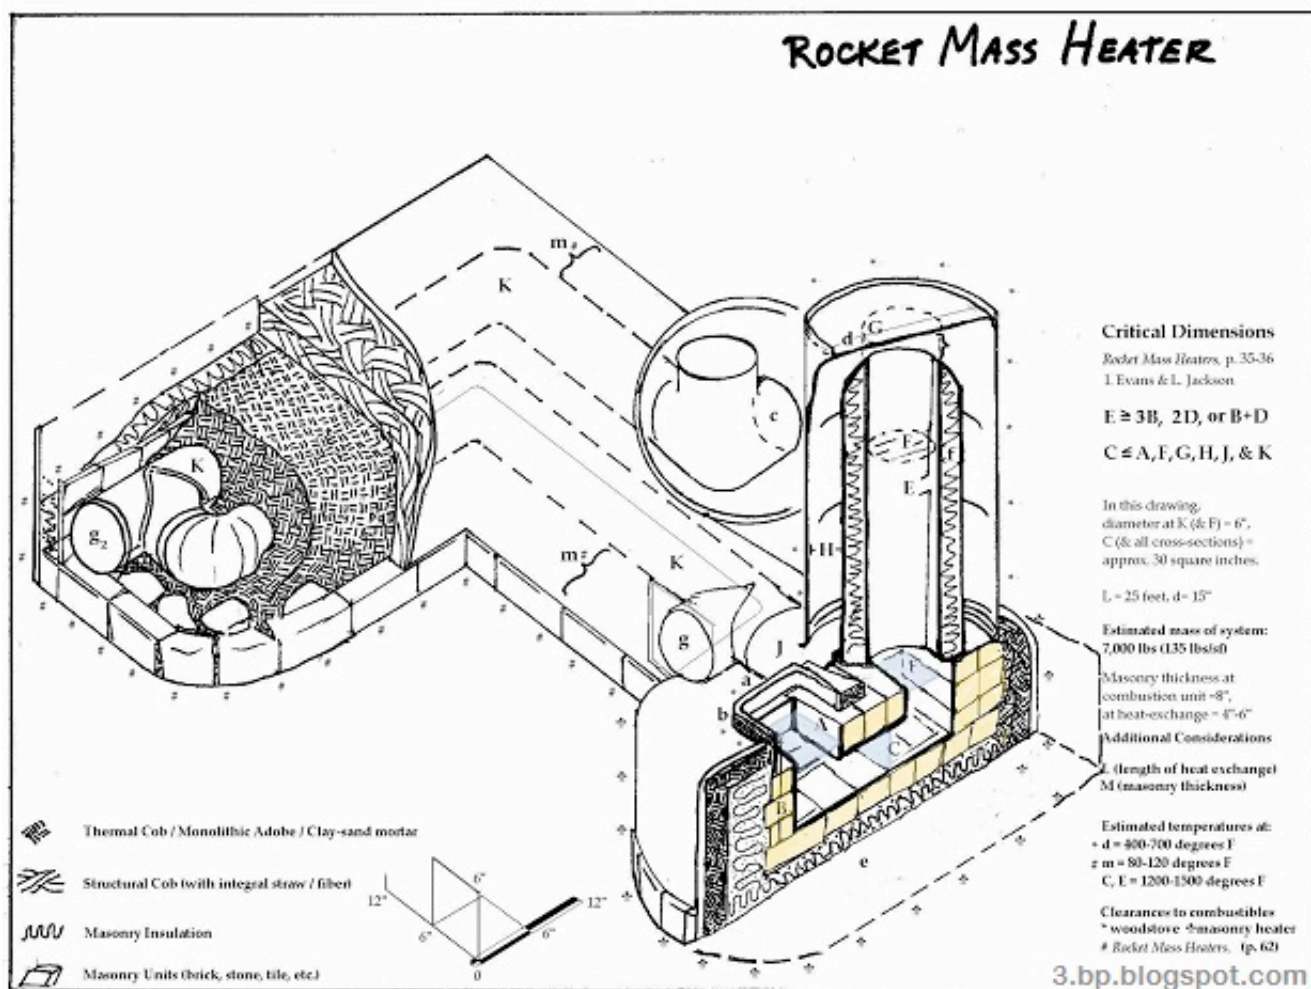 ROCKET MASS HEATER
m #
K
d
G
c
F
f
E
H
K
g2
m #
K
g
J
a
b
A
F
C
B
e
Critical Dimensions
Rocket Mass Heaters, p. 35-36
I. Evans & L. Jackson
E ≥ 3B, 2D, or B+D
C ≤ A, F, G, H, J, & K
In this drawing,
diameter at K (& F) = 6",
C (& all cross-sections) =
approx. 30 square inches.
L = 25 feet, d= 15"
Estimated mass of system:
7,000 lbs (135 lbs/sf)
Masonry thickness at
combustion unit =8",
at heat-exchange = 4"-6"
Additional Considerations
L (length of heat exchange)
M (masonry thickness)
Estimated temperatures at:
* d = 400-700 degrees F
# m = 80-120 degrees F
C, E = 1200-1500 degrees F
Clearances to combustibles
* woodstove ✢masonry heater
# Rocket Mass Heaters, (p. 62)
Thermal Cob / Monolithic Adobe / Clay-sand mortar
Structural Cob (with integral straw / fiber)
Masonry Insulation
Masonry Units (brick, stone, tile, etc.)
12"
6"
6"
0
6"
12"
3.bp.blogspot.com